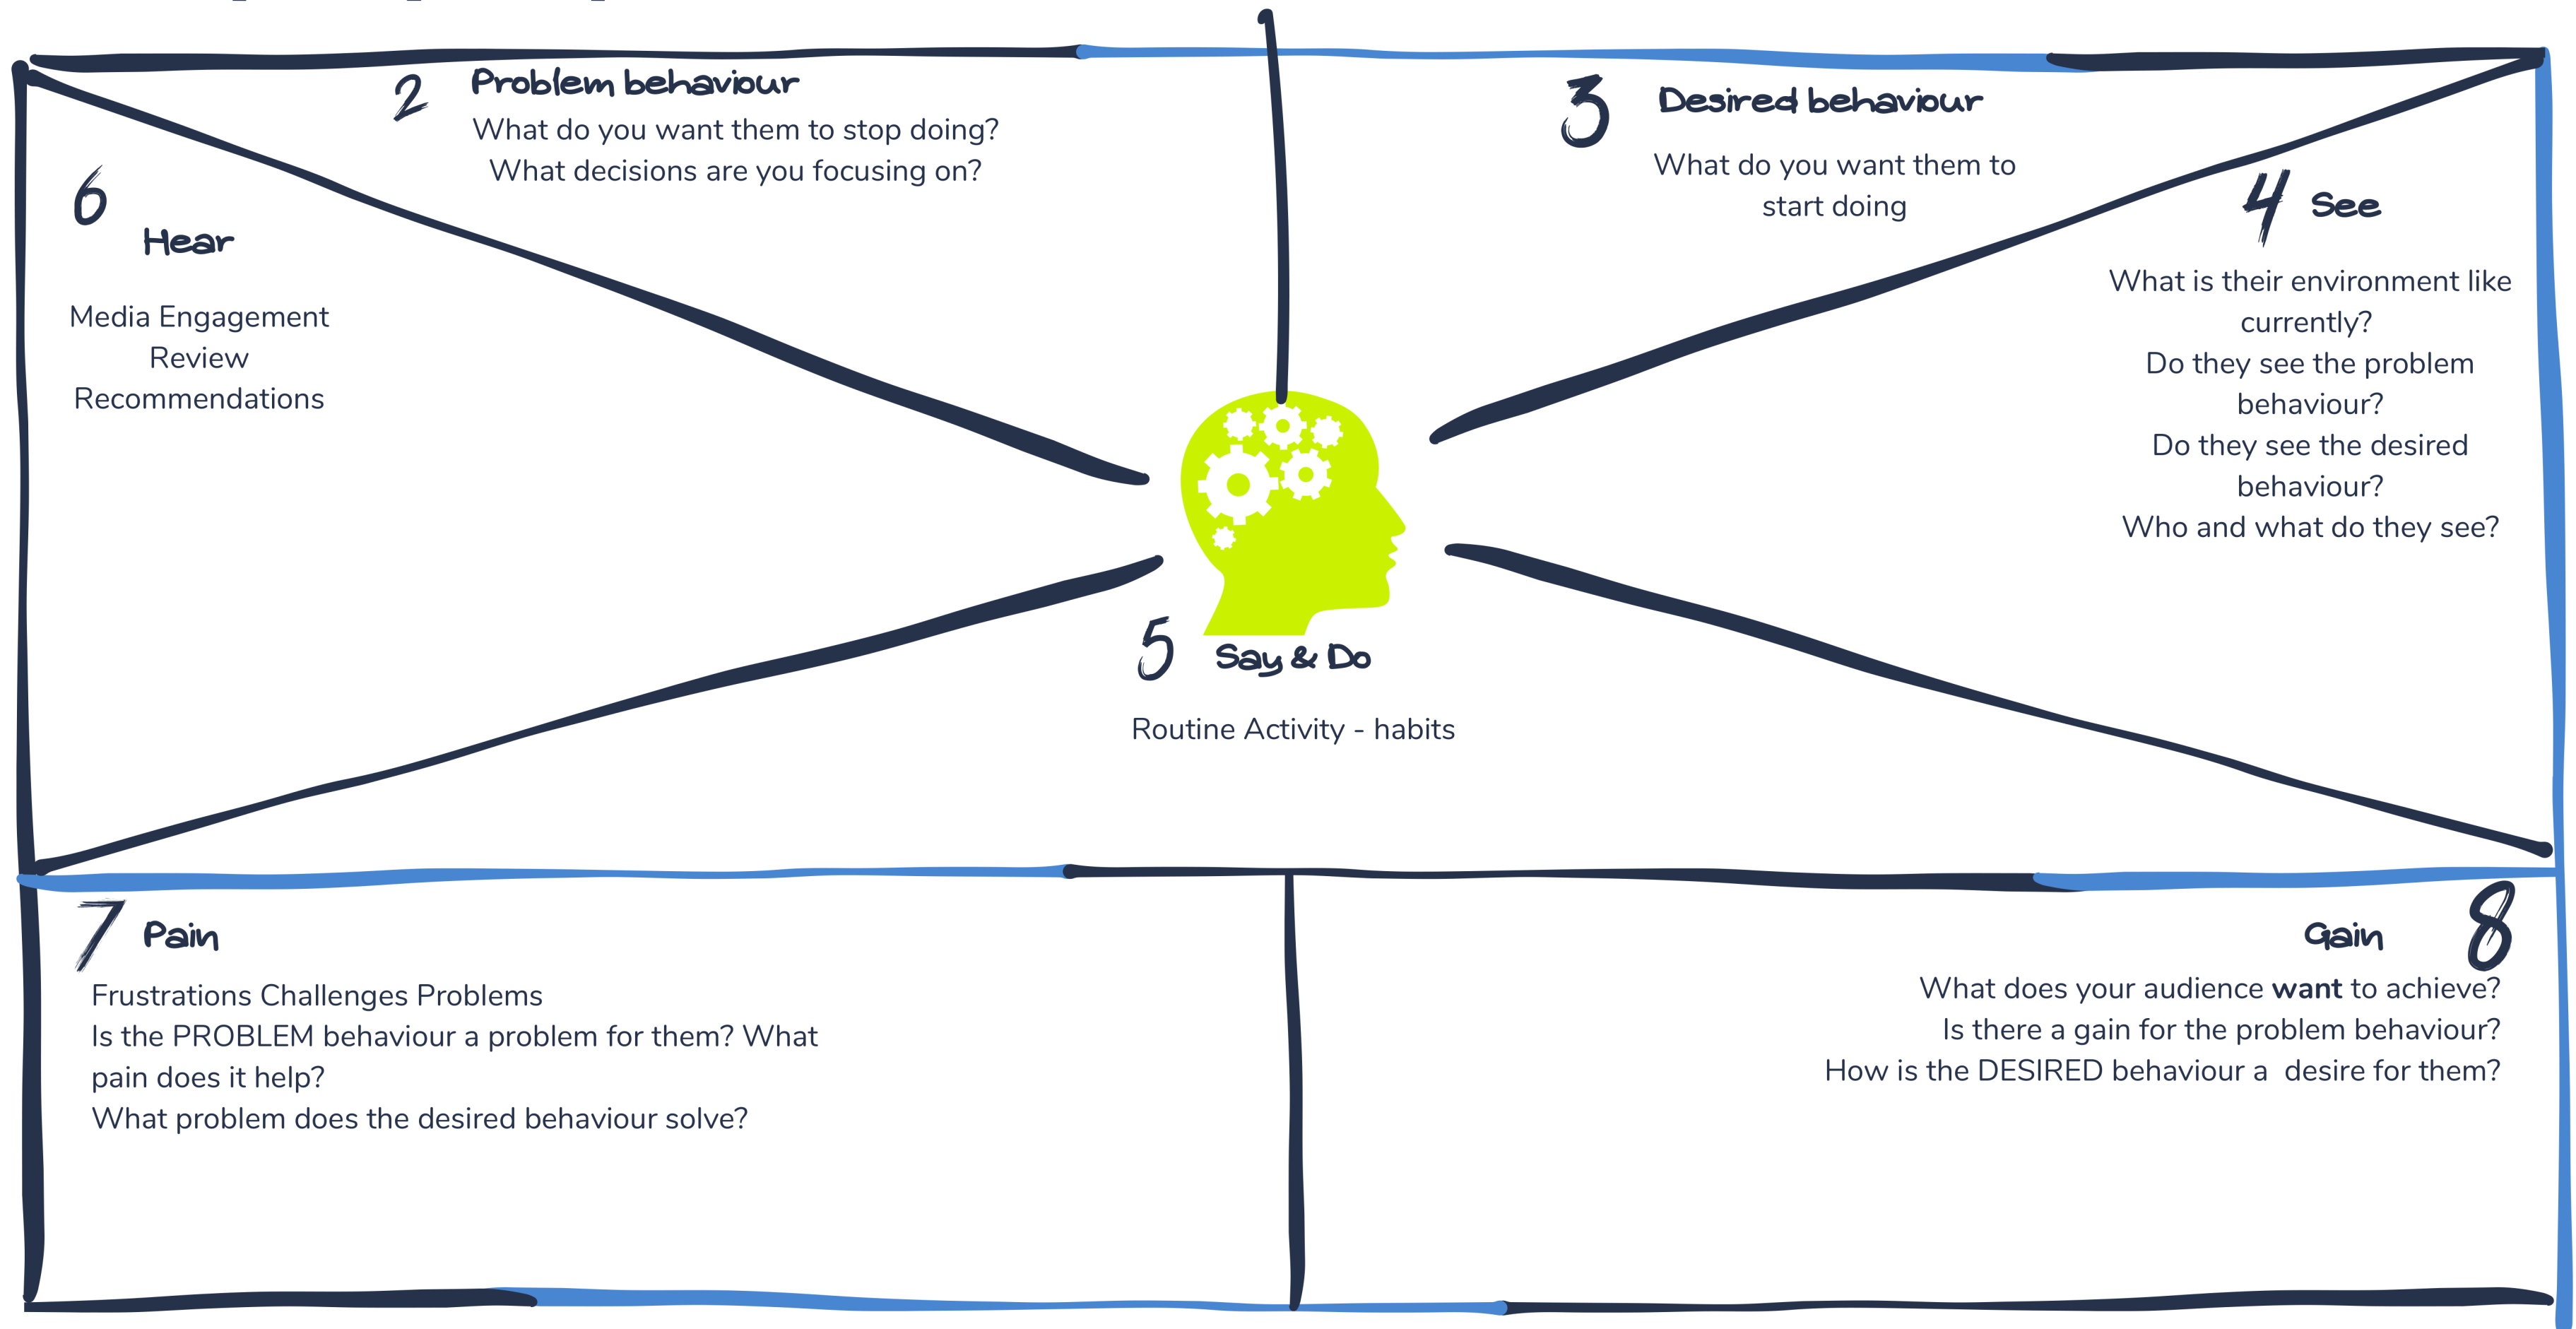 2
Problem behaviour
What do you want them to stop doing?
What decisions are you focusing on?
3
Desired behaviour
What do you want them to
start doing
4
See
What is their environment like
currently?
Do they see the problem
behaviour?
Do they see the desired
behaviour?
Who and what do they see?
6
Hear
Media Engagement
Review
Recommendations
5
Say & Do
Routine Activity - habits
7
Pain
Frustrations Challenges Problems
Is the PROBLEM behaviour a problem for them? What
pain does it help?
What problem does the desired behaviour solve?
Gain
8
What does your audience want to achieve?
Is there a gain for the problem behaviour?
How is the DESIRED behaviour a  desire for them?